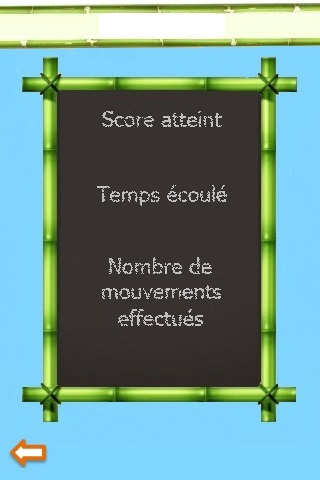 Score atteint
Temps écoulé
Nombre de
mouvements
effectués